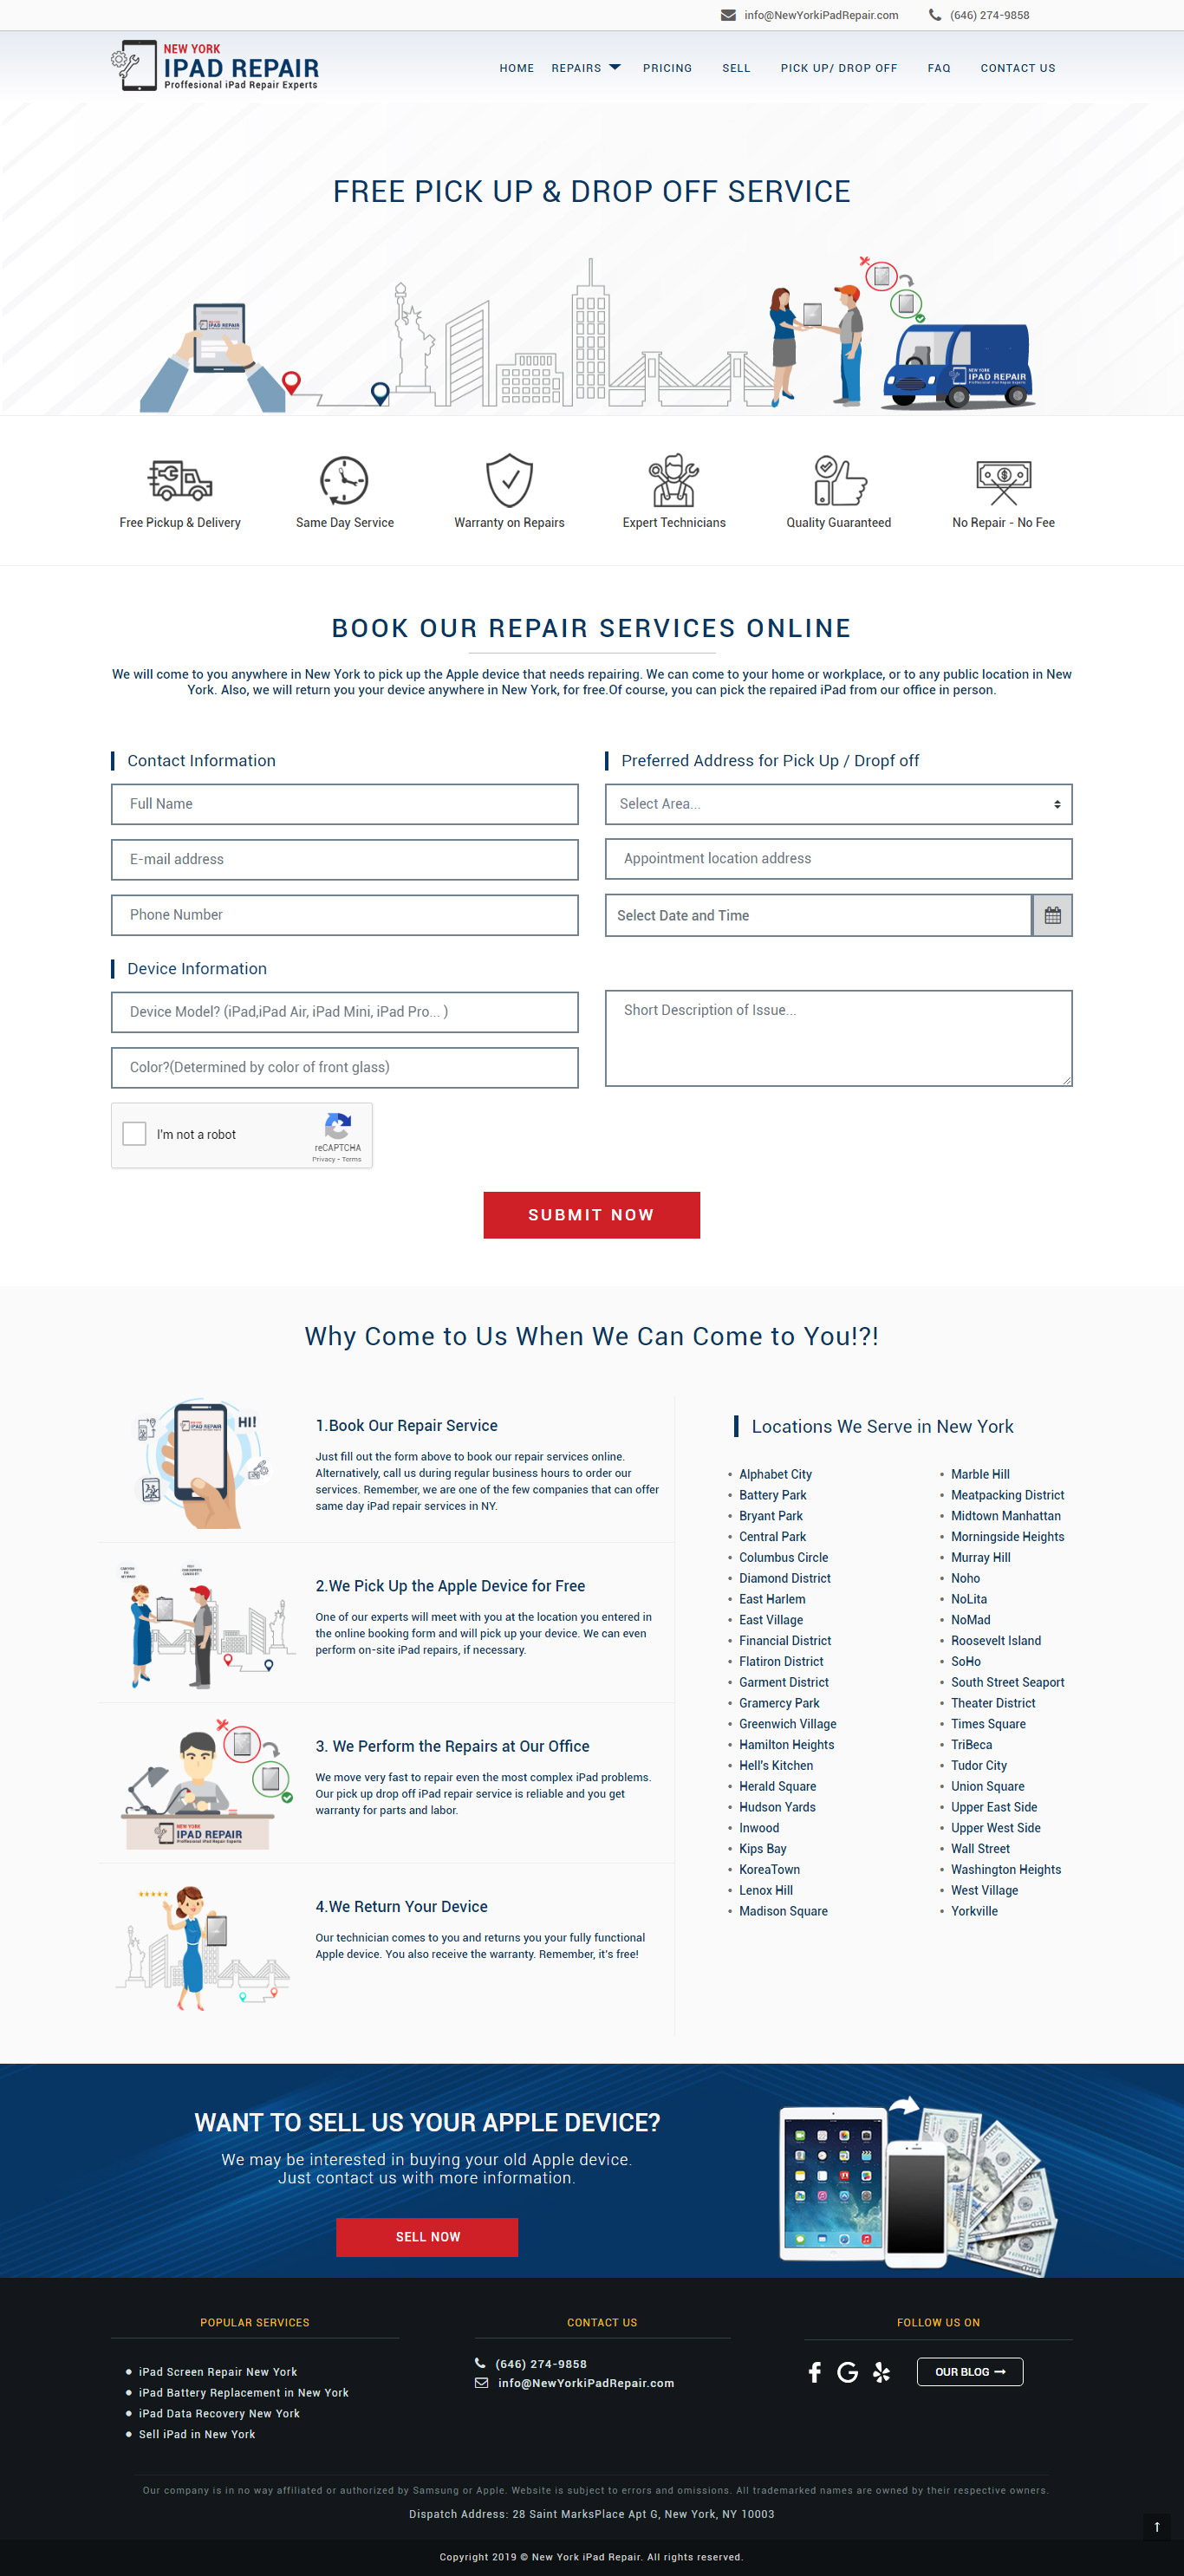 info@NewYorkiPadRepair.com (646) 274-9858
NEW YORK
IPAD REPAIR
Proffesional iPad Repair Experts
HOME REPAIRS PRICING SELL PICK UP/ DROP OFF FAQ CONTACT US
FREE PICK UP & DROP OFF SERVICE
IPAD REPAIR
NEW YORK
IPAD REPAIR
Free Pickup & Delivery
Same Day Service
Warranty on Repairs
Expert Technicians
Quality Guaranteed
No Repair - No Fee
BOOK OUR REPAIR SERVICES ONLINE
We will come to you anywhere in New York to pick up the Apple device that needs repairing. We can come to your home or workplace, or to any public location in New
York. Also, we will return you your device anywhere in New York, for free.Of course, you can pick the repaired iPad from our office in person.
Contact Information
Full Name
E-mail address
Phone Number
Preferred Address for Pick Up / Dropf off
Select Area...
Appointment location address
Select Date and Time
Device Information
Device Model? (iPad,iPad Air, iPad Mini, iPad Pro... )
Color?(Determined by color of front glass)
Short Description of Issue...
I'm not a robot
reCAPTCHA
Privacy - Terms
SUBMIT NOW
Why Come to Us When We Can Come to You!?!
IPAD REPAIR
HI!
1.Book Our Repair Service
Just fill out the form above to book our repair services online.
Alternatively, call us during regular business hours to order our
services. Remember, we are one of the few companies that can offer
same day iPad repair services in NY.
2.We Pick Up the Apple Device for Free
One of our experts will meet with you at the location you entered in
the online booking form and will pick up your device. We can even
perform on-site iPad repairs, if necessary.
3. We Perform the Repairs at Our Office
We move very fast to repair even the most complex iPad problems.
Our pick up drop off iPad repair service is reliable and you get
warranty for parts and labor.
NEW YORK
IPAD REPAIR
Proffesional iPad Repair Experts
4.We Return Your Device
Our technician comes to you and returns you your fully functional
Apple device. You also receive the warranty. Remember, it's free!
Locations We Serve in New York
Alphabet City
Battery Park
Bryant Park
Central Park
Columbus Circle
Diamond District
East Harlem
East Village
Financial District
Flatiron District
Garment District
Gramercy Park
Greenwich Village
Hamilton Heights
Hell's Kitchen
Herald Square
Hudson Yards
Inwood
Kips Bay
KoreaTown
Lenox Hill
Madison Square
Marble Hill
Meatpacking District
Midtown Manhattan
Morningside Heights
Murray Hill
Noho
NoLita
NoMad
Roosevelt Island
SoHo
South Street Seaport
Theater District
Times Square
TriBeca
Tudor City
Union Square
Upper East Side
Upper West Side
Wall Street
Washington Heights
West Village
Yorkville
WANT TO SELL US YOUR APPLE DEVICE?
We may be interested in buying your old Apple device.
Just contact us with more information.
SELL NOW
POPULAR SERVICES
iPad Screen Repair New York
iPad Battery Replacement in New York
iPad Data Recovery New York
Sell iPad in New York
CONTACT US
(646) 274-9858
info@NewYorkiPadRepair.com
FOLLOW US ON
OUR BLOG
Our company is in no way affiliated or authorized by Samsung or Apple. Website is subject to errors and omissions. All trademarked names are owned by their respective owners.
Dispatch Address: 28 Saint MarksPlace Apt G, New York, NY 10003
Copyright 2019 © New York iPad Repair. All rights reserved.